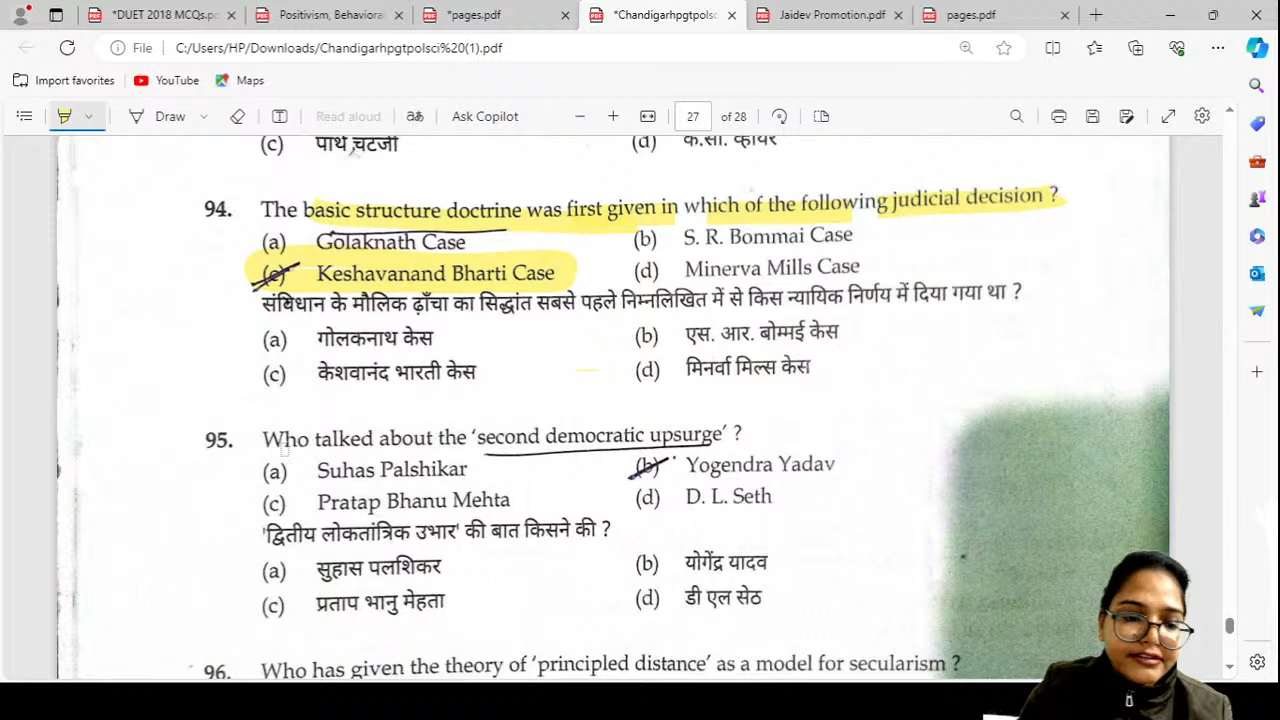 *DUET 2018 MCQs.pc
Positivism, Behaviora
*pages.pdf
*Chandigarhpgtpolsci
Jaidev Promotion.pdf
pages.pdf
File
C:/Users/HP/Downloads/Chandigarhpgtpolsci%20(1).pdf
Import favorites
YouTube
Maps
Draw
Read aloud
Ask Copilot
27 of 28
(c) पार्थ चटर्जी (d) के.सी. व्हीयर
94. The basic structure doctrine was first given in which of the following judicial decision ?
(a) Golaknath Case (b) S. R. Bommai Case
(c) Keshavanand Bharti Case (d) Minerva Mills Case
संविधान के मौलिक ढ़ाँचा का सिद्धांत सबसे पहले निम्नलिखित में से किस न्यायिक निर्णय में दिया गया था ?
(a) गोलकनाथ केस (b) एस. आर. बोम्मई केस
(c) केशवानंद भारती केस (d) मिनर्वा मिल्स केस
95. Who talked about the 'second democratic upsurge' ?
(a) Suhas Palshikar (b) Yogendra Yadav
(c) Pratap Bhanu Mehta (d) D. L. Seth
'द्वितीय लोकतांत्रिक उभार' की बात किसने की ?
(a) सुहास पलशिकर (b) योगेंद्र यादव
(c) प्रताप भानु मेहता (d) डी एल सेठ
96. Who has given the theory of 'principled distance' as a model for secularism ?